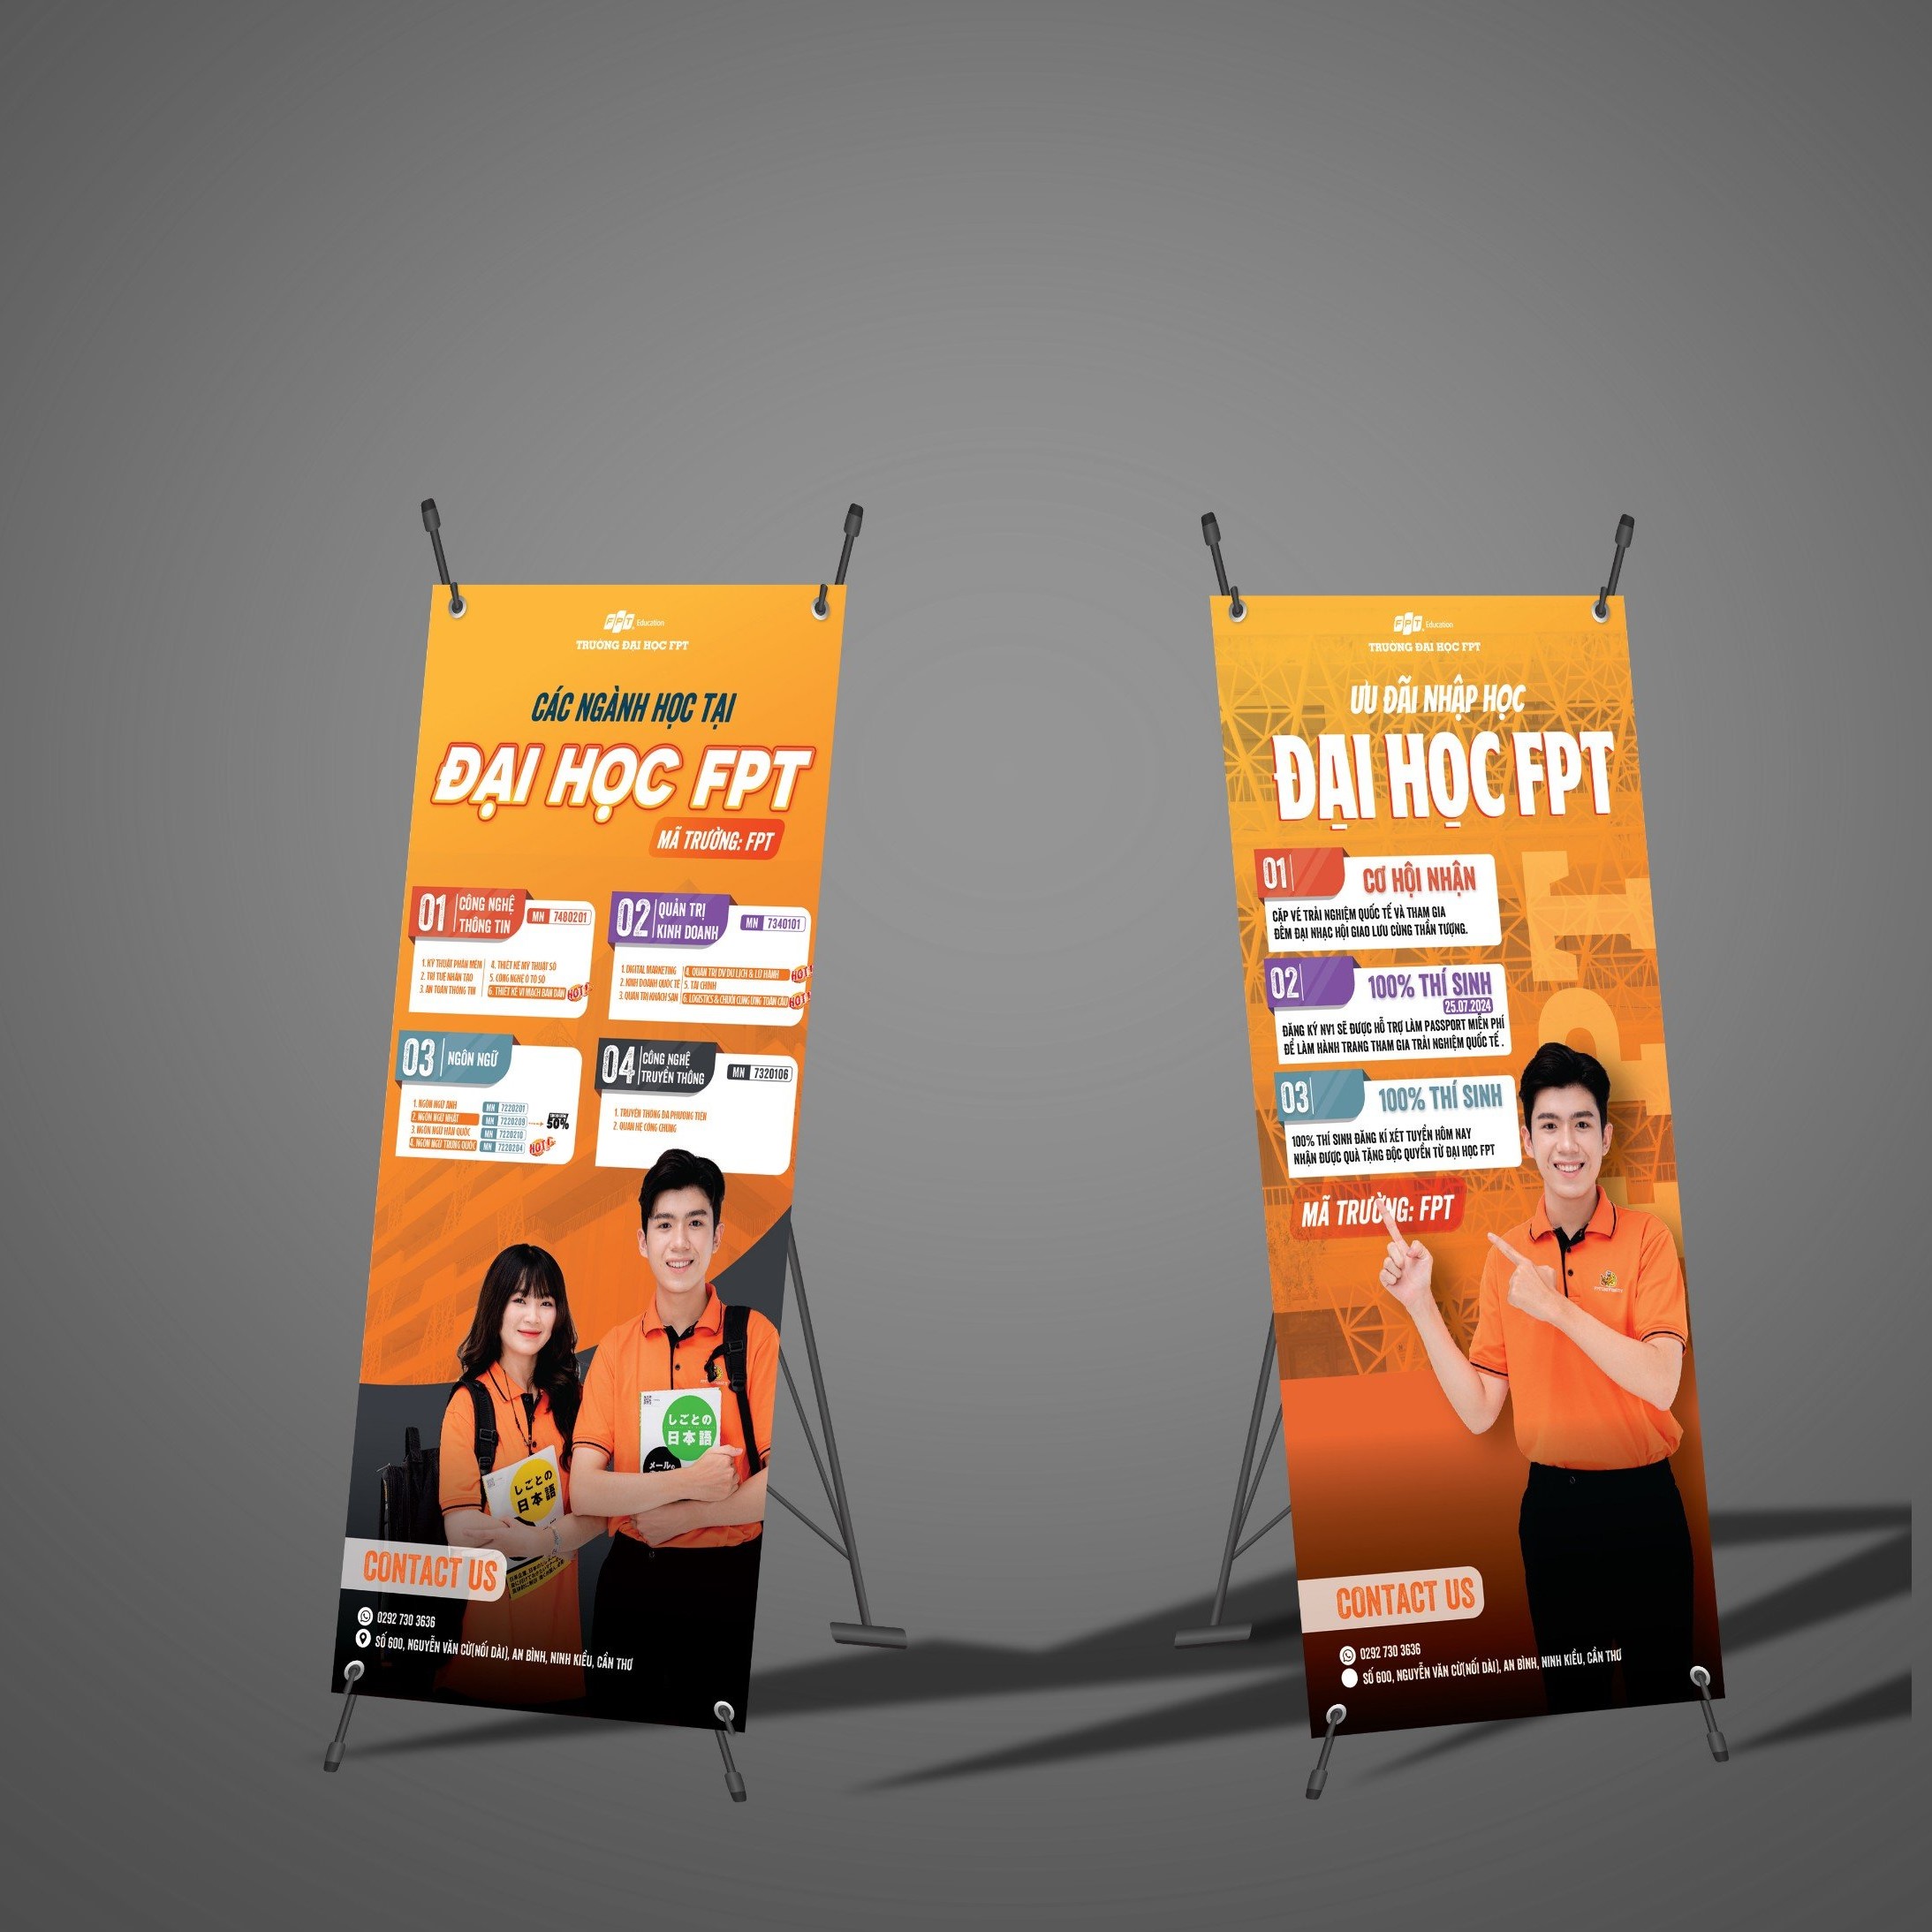 FPT Education
TRƯỜNG ĐẠI HỌC FPT
CÁC NGÀNH HỌC TẠI
ĐẠI HỌC FPT
MÃ TRƯỜNG: FPT
01 CÔNG NGHỆ
THÔNG TIN
MN 7480201
1. KỸ THUẬT PHẦN MỀM
2. TRÍ TUỆ NHÂN TẠO
3. AN TOÀN THÔNG TIN
4. THIẾT KẾ MỸ THUẬT SỐ
5. CÔNG NGHỆ Ô TÔ SỐ
6. THIẾT KẾ VI MẠCH BÁN DẪN HOT!
02 QUẢN TRỊ
KINH DOANH
MN 7340101
1. DIGITAL MARKETING
2. KINH DOANH QUỐC TẾ
3. QUẢN TRỊ KHÁCH SẠN
4. QUẢN TRỊ DV DU LỊCH & LỮ HÀNH HOT!
5. TÀI CHÍNH
6. LOGISTICS & CHUỖI CUNG ỨNG TOÀN CẦU HOT!
03 NGÔN NGỮ
1. NGÔN NGỮ ANH MN 7220201
2. NGÔN NGỮ NHẬT MN 7220209
50%
3. NGÔN NGỮ HÀN QUỐC MN 7220210
4. NGÔN NGỮ TRUNG QUỐC MN 7220204 HOT!
04 CÔNG NGHỆ
TRUYỀN THÔNG
MN 7320106
1. TRUYỀN THÔNG ĐA PHƯƠNG TIỆN
2. QUAN HỆ CÔNG CHÚNG
しごとの
日本語
メールの
しごとの
日本語
CONTACT US
0292 730 3636
SỐ 600, NGUYỄN VĂN CỪ(NỐI DÀI), AN BÌNH, NINH KIỀU, CẦN THƠ
FPT Education
TRƯỜNG ĐẠI HỌC FPT
ƯU ĐÃI NHẬP HỌC
ĐẠI HỌC FPT
01 CƠ HỘI NHẬN
CẶP VÉ TRẢI NGHIỆM QUỐC TẾ VÀ THAM GIA
ĐÊM ĐẠI NHẠC HỘI GIAO LƯU CÙNG THẦN TƯỢNG.
02 100% THÍ SINH
25.07.2024
ĐĂNG KÝ NV1 SẼ ĐƯỢC HỖ TRỢ LÀM PASSPORT MIỄN PHÍ
ĐỂ LÀM HÀNH TRANG THAM GIA TRẢI NGHIỆM QUỐC TẾ .
03 100% THÍ SINH
100% THÍ SINH ĐĂNG KÍ XÉT TUYỂN HÔM NAY
NHẬN ĐƯỢC QUÀ TẶNG ĐỘC QUYỀN TỪ ĐẠI HỌC FPT
MÃ TRƯỜNG: FPT
CONTACT US
0292 730 3636
SỐ 600, NGUYỄN VĂN CỪ(NỐI DÀI), AN BÌNH, NINH KIỀU, CẦN THƠ